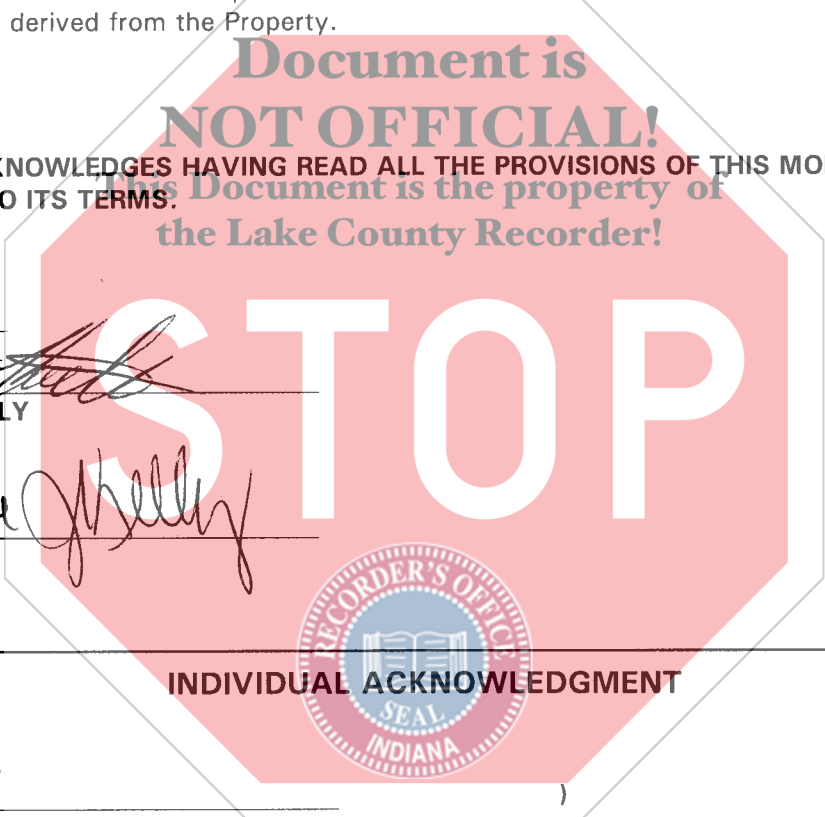 derived from the Property.
Document is
NOT OFFICIAL!
KNOWLEDGES HAVING READ ALL THE PROVISIONS OF THIS MO
This Document is the property of
O ITS TERMS.
the Lake County Recorder!
STOP
LY
JKelly
RECORDER'S OFFICE
INDIVIDUAL ACKNOWLEDGMENT
SEAL
INDIANA
)